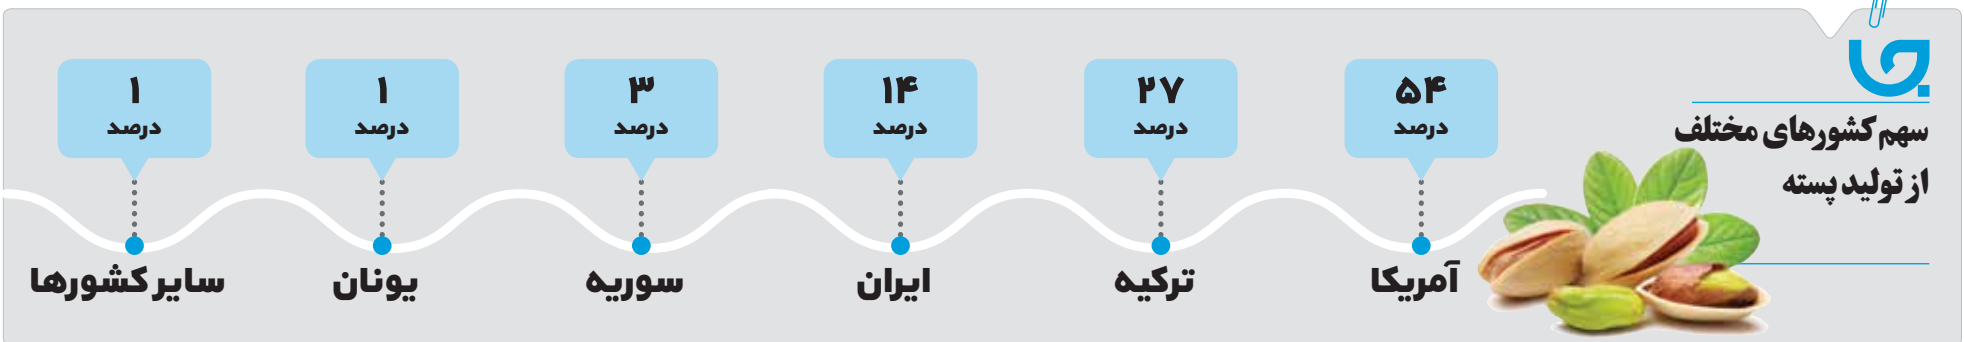 سهم کشورهای مختلف
از تولید پسته
۵۴
درصد
آمریکا
۲۷
درصد
ترکیه
۱۴
درصد
ایران
۳
درصد
سوریه
۱
درصد
یونان
۱
درصد
سایر کشورها